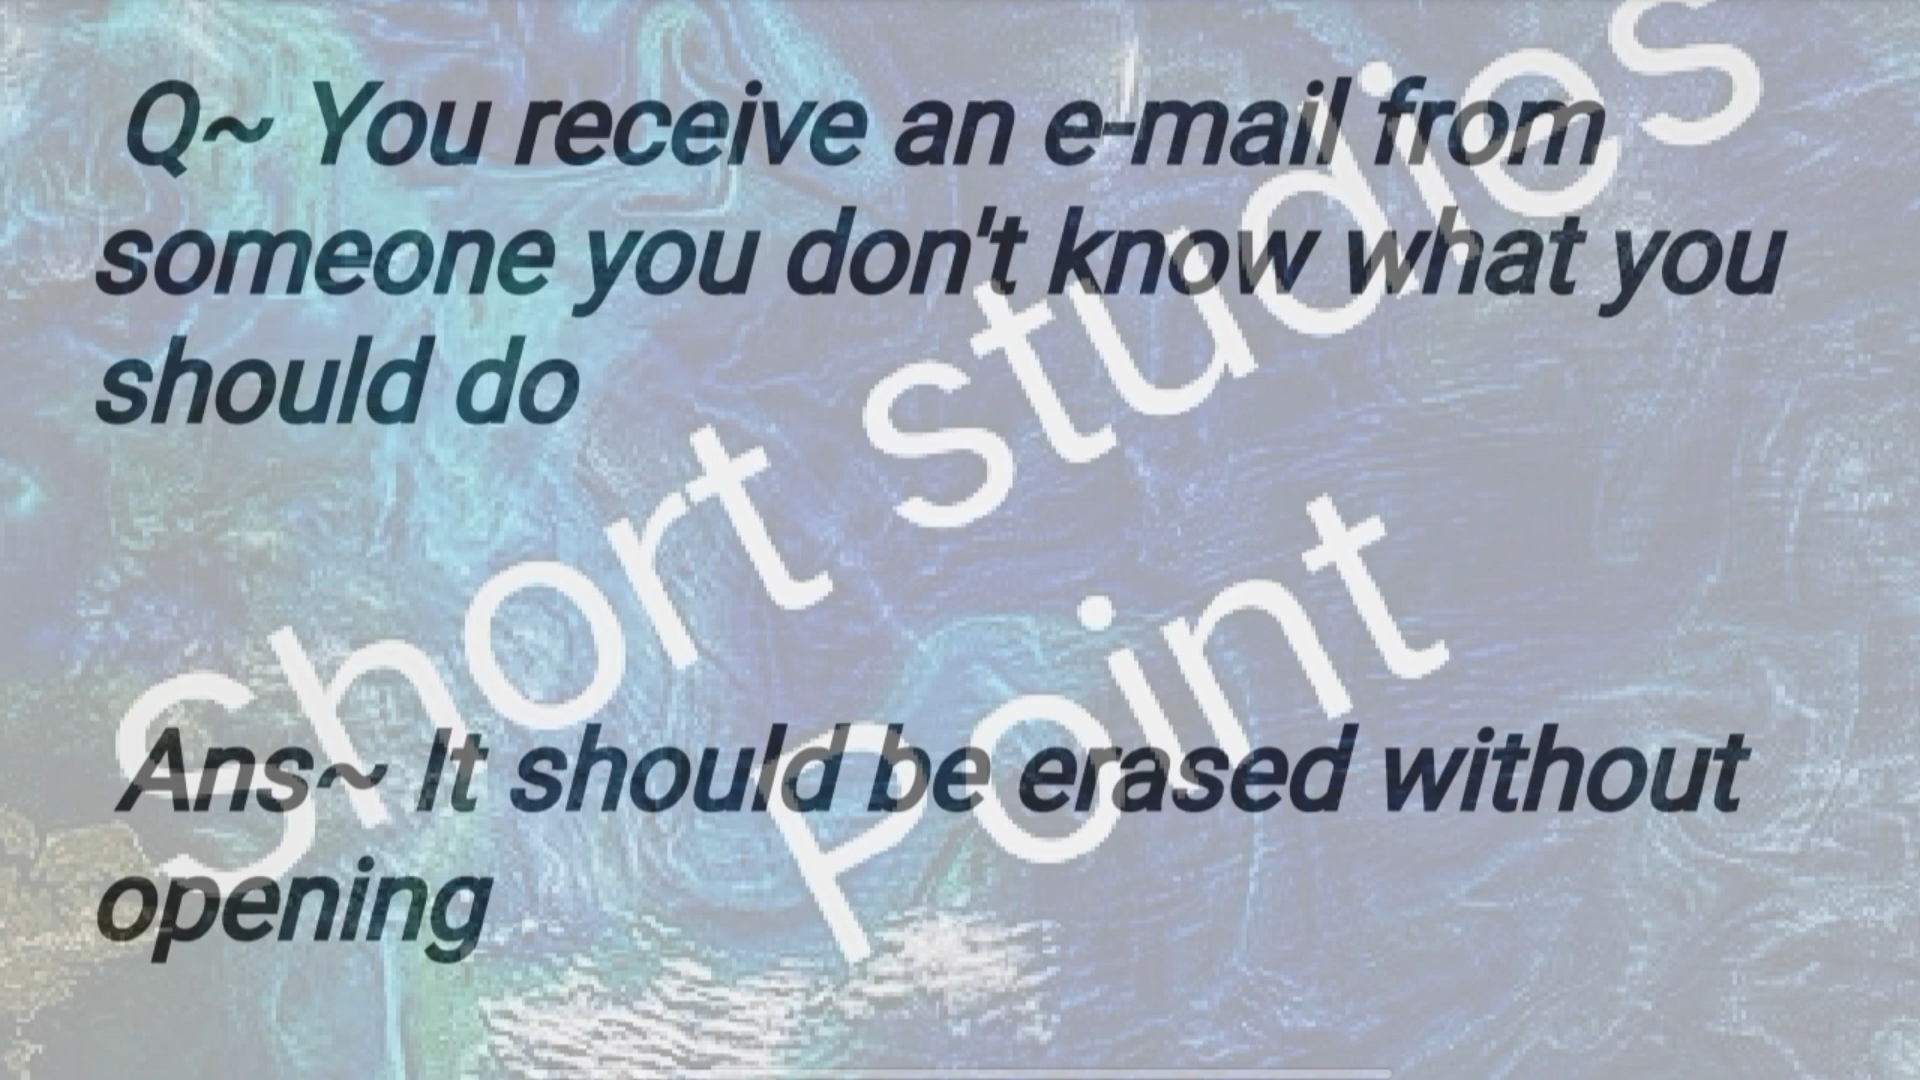 Q~ You receive an e-mail from
someone you don't know what you
should do
Short studies
Point
Ans~ It should be erased without
opening